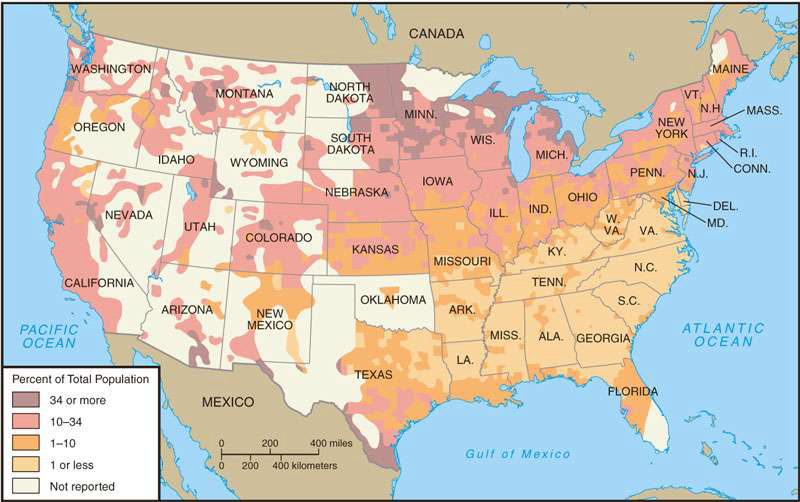 CANADA
WASHINGTON
MONTANA
NORTH
DAKOTA
MINN.
MAINE
VT.
N.H.
MASS.
OREGON
IDAHO
WYOMING
SOUTH
DAKOTA
WIS.
MICH.
NEW
YORK
R.I.
CONN.
NEBRASKA
IOWA
PENN.
N.J.
NEVADA
UTAH
COLORADO
KANSAS
ILL.
IND.
OHIO
DEL.
MD.
W.
VA.
VA.
MISSOURI
KY.
CALIFORNIA
ARIZONA
NEW
MEXICO
OKLAHOMA
ARK.
TENN.
N.C.
S.C.
PACIFIC
OCEAN
ATLANTIC
OCEAN
MISS.
ALA.
GEORGIA
TEXAS
LA.
FLORIDA
MEXICO
Gulf of Mexico
Percent of Total Population
34 or more
10–34
1–10
1 or less
Not reported
0 200 400 miles
0 200 400 kilometers